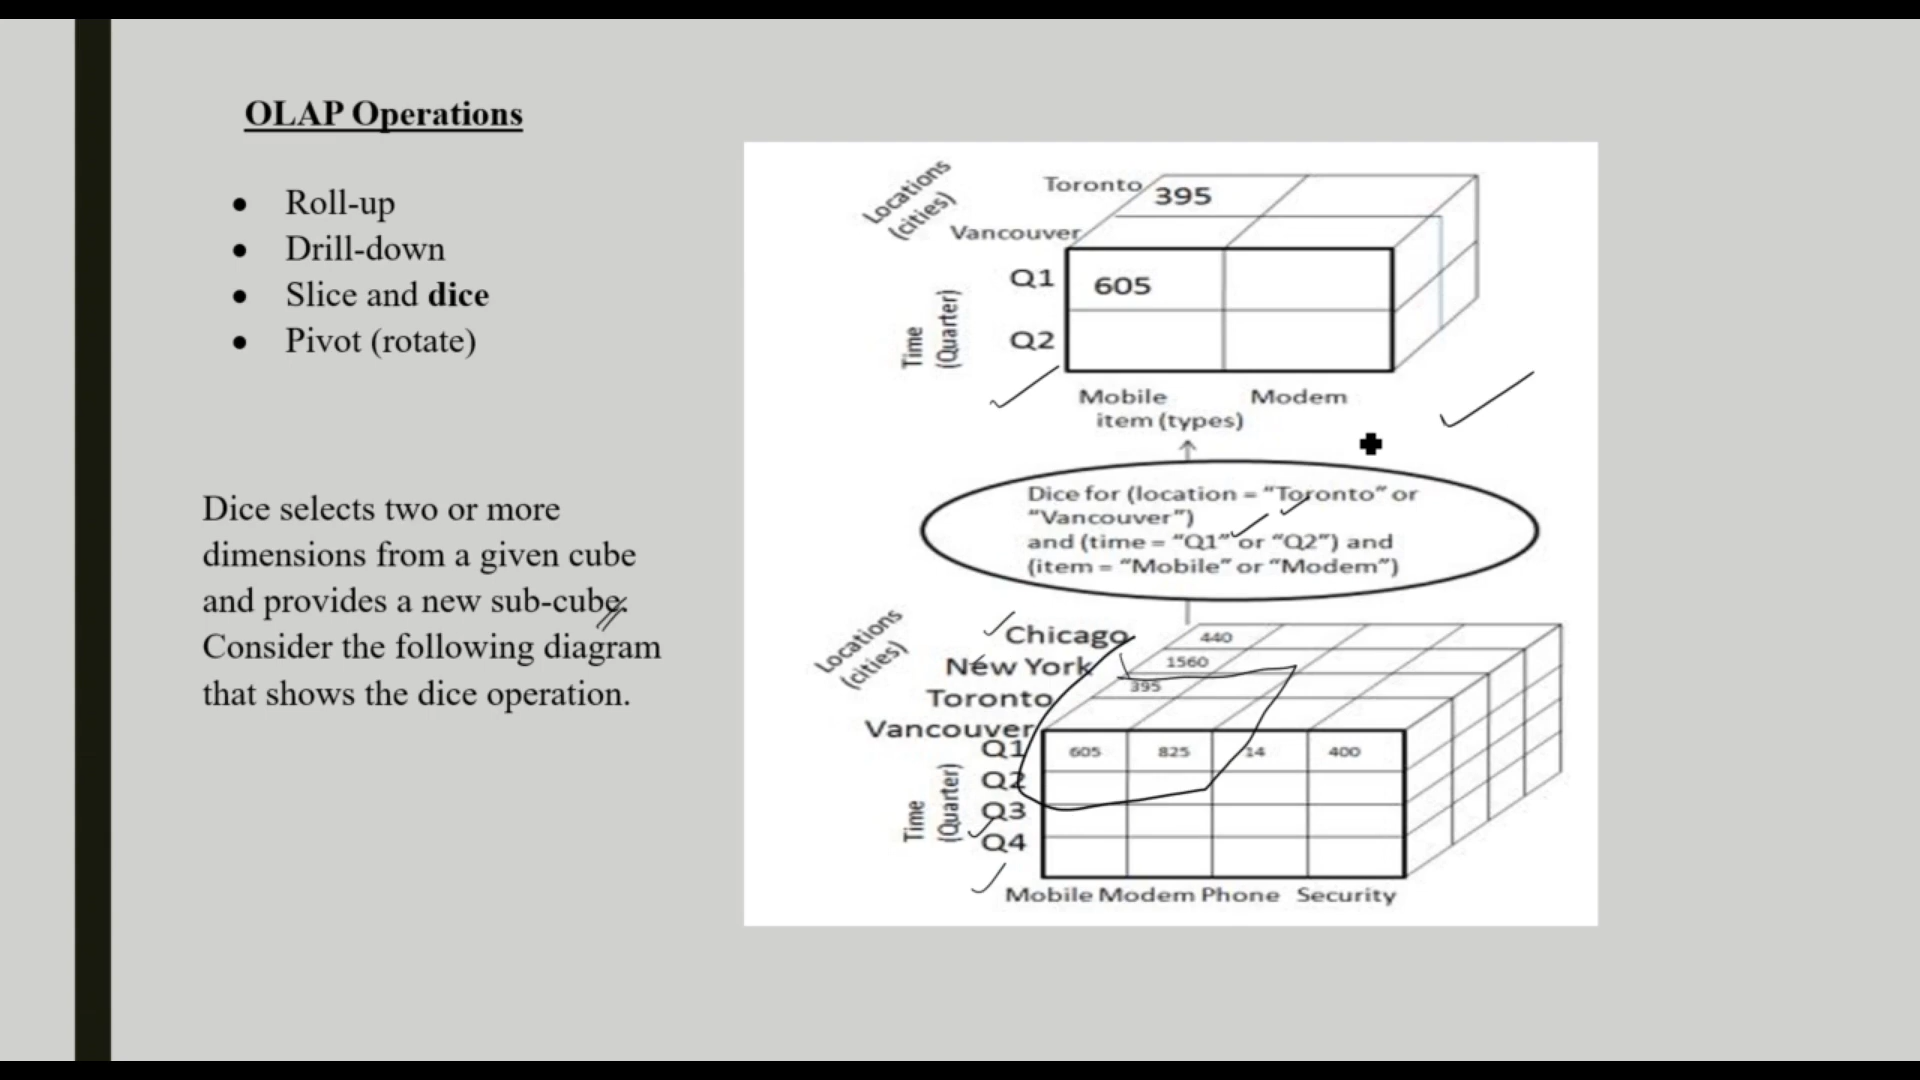 OLAP Operations
• Roll-up
• Drill-down
• Slice and dice
• Pivot (rotate)
Dice selects two or more
dimensions from a given cube
and provides a new sub-cube.
Consider the following diagram
that shows the dice operation.
Locations
(cities)
Toronto
395
Vancouver
Q1
605
Time
(Quarter)
Q2
Mobile Modem
item (types)
Dice for (location = “Toronto” or
“Vancouver”)
and (time = “Q1” or “Q2”) and
(item = “Mobile” or “Modem”)
Locations
(cities)
Chicago 440
New York 1560
Toronto 395
Vancouver
Q1 605 825 14 400
Q2
Time
(Quarter)
Q3
Q4
Mobile Modem Phone Security